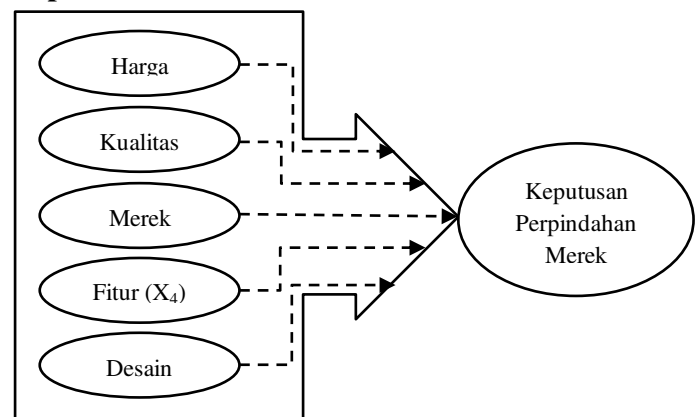 Harga
Kualitas
Merek
Fitur (X₄)
Desain
Keputusan
Perpindahan
Merek